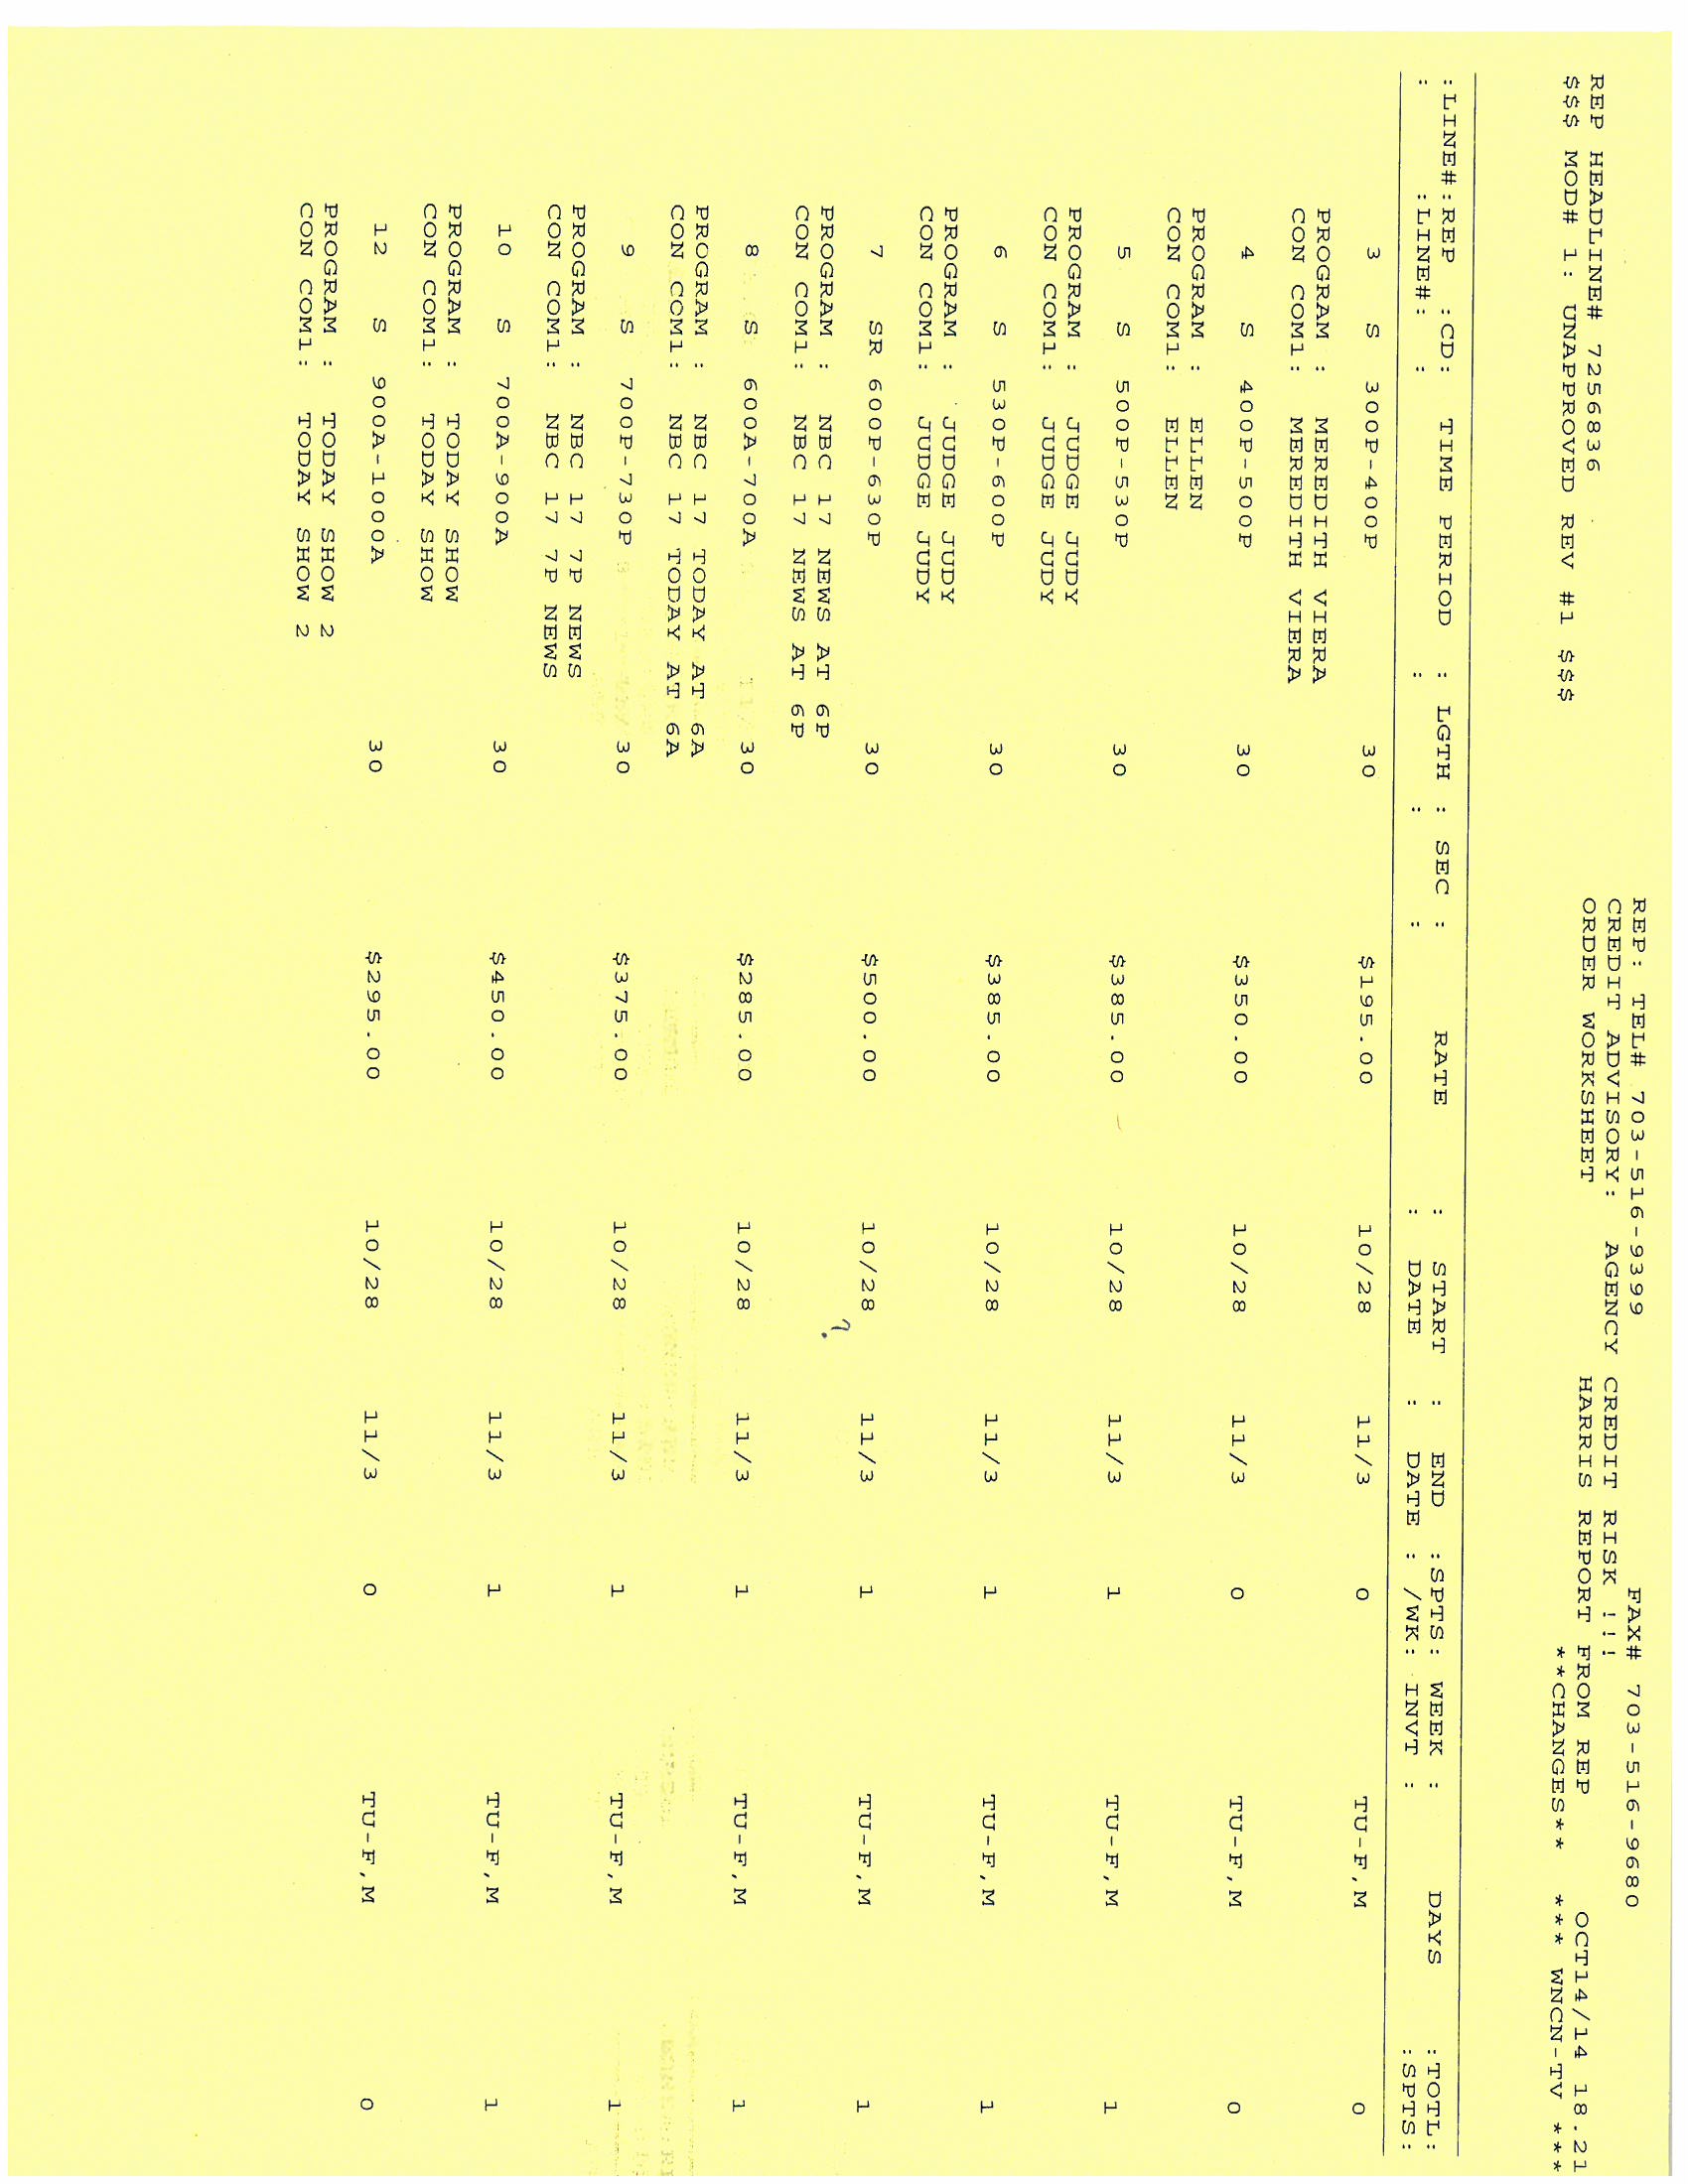 REP: TEL# 703-516-9399 FAX# 703-516-9680
CREDIT ADVISORY: AGENCY CREDIT RISK !!!
REP HEADLINE# 7256836 ORDER WORKSHEET HARRIS REPORT FROM REP OCT14/14 18.21
$$$ MOD# 1: UNAPPROVED REV #1 $$$ **CHANGES** *** WNCN-TV ***
:LINE#:REP :CD: TIME PERIOD : LGTH : SEC : RATE : START : END :SPTS: WEEK : DAYS :TOTL:
: :LINE#: : : : : : DATE : DATE : /WK: INVT : :SPTS:
3 S 300P-400P 30 $195.00 10/28 11/3 0 TU-F,M 0
PROGRAM : MEREDITH VIERA
CON COM1: MEREDITH VIERA
4 S 400P-500P 30 $350.00 10/28 11/3 0 TU-F,M 0
PROGRAM : ELLEN
CON COM1: ELLEN
5 S 500P-530P 30 $385.00 10/28 11/3 1 TU-F,M 1
PROGRAM : JUDGE JUDY
CON COM1: JUDGE JUDY
6 S 530P-600P 30 $385.00 10/28 11/3 1 TU-F,M 1
PROGRAM : JUDGE JUDY
CON COM1: JUDGE JUDY
7 SR 600P-630P 30 $500.00 10/28 11/3 1 TU-F,M 1
?
PROGRAM : NBC 17 NEWS AT 6P
CON COM1: NBC 17 NEWS AT 6P
8 S 600A-700A 30 $285.00 10/28 11/3 1 TU-F,M 1
PROGRAM : NBC 17 TODAY AT 6A
CON COM1: NBC 17 TODAY AT 6A
9 S 700P-730P 30 $375.00 10/28 11/3 1 TU-F,M 1
PROGRAM : NBC 17 7P NEWS
CON COM1: NBC 17 7P NEWS
10 S 700A-900A 30 $450.00 10/28 11/3 1 TU-F,M 1
PROGRAM : TODAY SHOW
CON COM1: TODAY SHOW
12 S 900A-1000A 30 $295.00 10/28 11/3 0 TU-F,M 0
PROGRAM : TODAY SHOW 2
CON COM1: TODAY SHOW 2